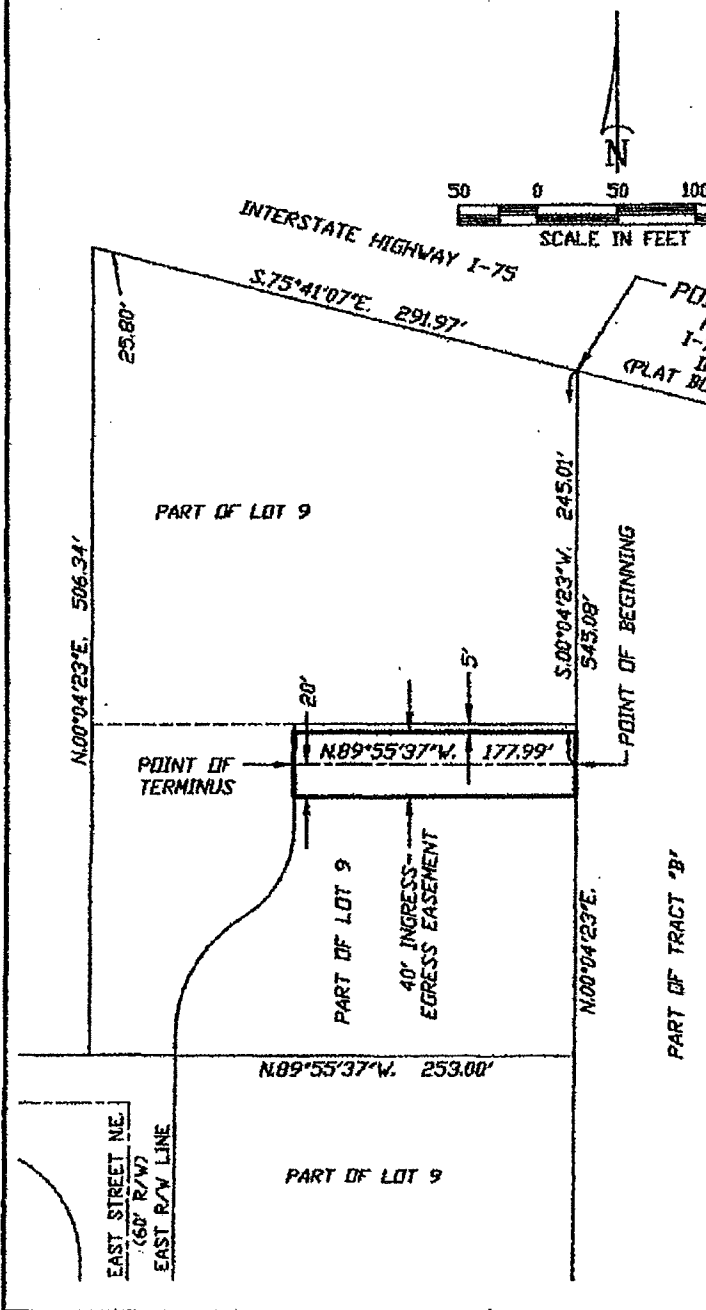 N
50 0 50 100
SCALE IN FEET
INTERSTATE HIGHWAY I-75
S.75°41'07"E. 291.97'
25.80'
I-7
(PLAT BO
PART OF LOT 9
N.00°04'23"E. 506.34'
S.00°04'23"W. 245.01'
545.08'
POINT OF BEGINNING
20'
5'
N.89°55'37"W. 177.99'
POINT OF
TERMINUS
PART OF LOT 9
40' INGRESS-
EGRESS EASEMENT
N.00°04'23"E.
PART OF TRACT "B"
N.89°55'37"W. 253.00'
PART OF LOT 9
EAST STREET N.E.
(60' R/W)
EAST R/W LINE